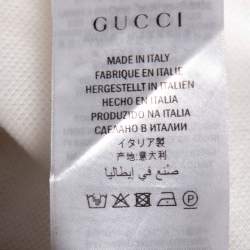 GUCCI
MADE IN ITALY
FABRIQUE EN ITALIE
HERGESTELLT IN ITALIEN
HECHO EN ITALIA
PRODUZIDO NA ITALIA
СДЕЛАНО В ИТАЛИИ
イタリア製
产地:意大利
صنع في إيطاليا
P